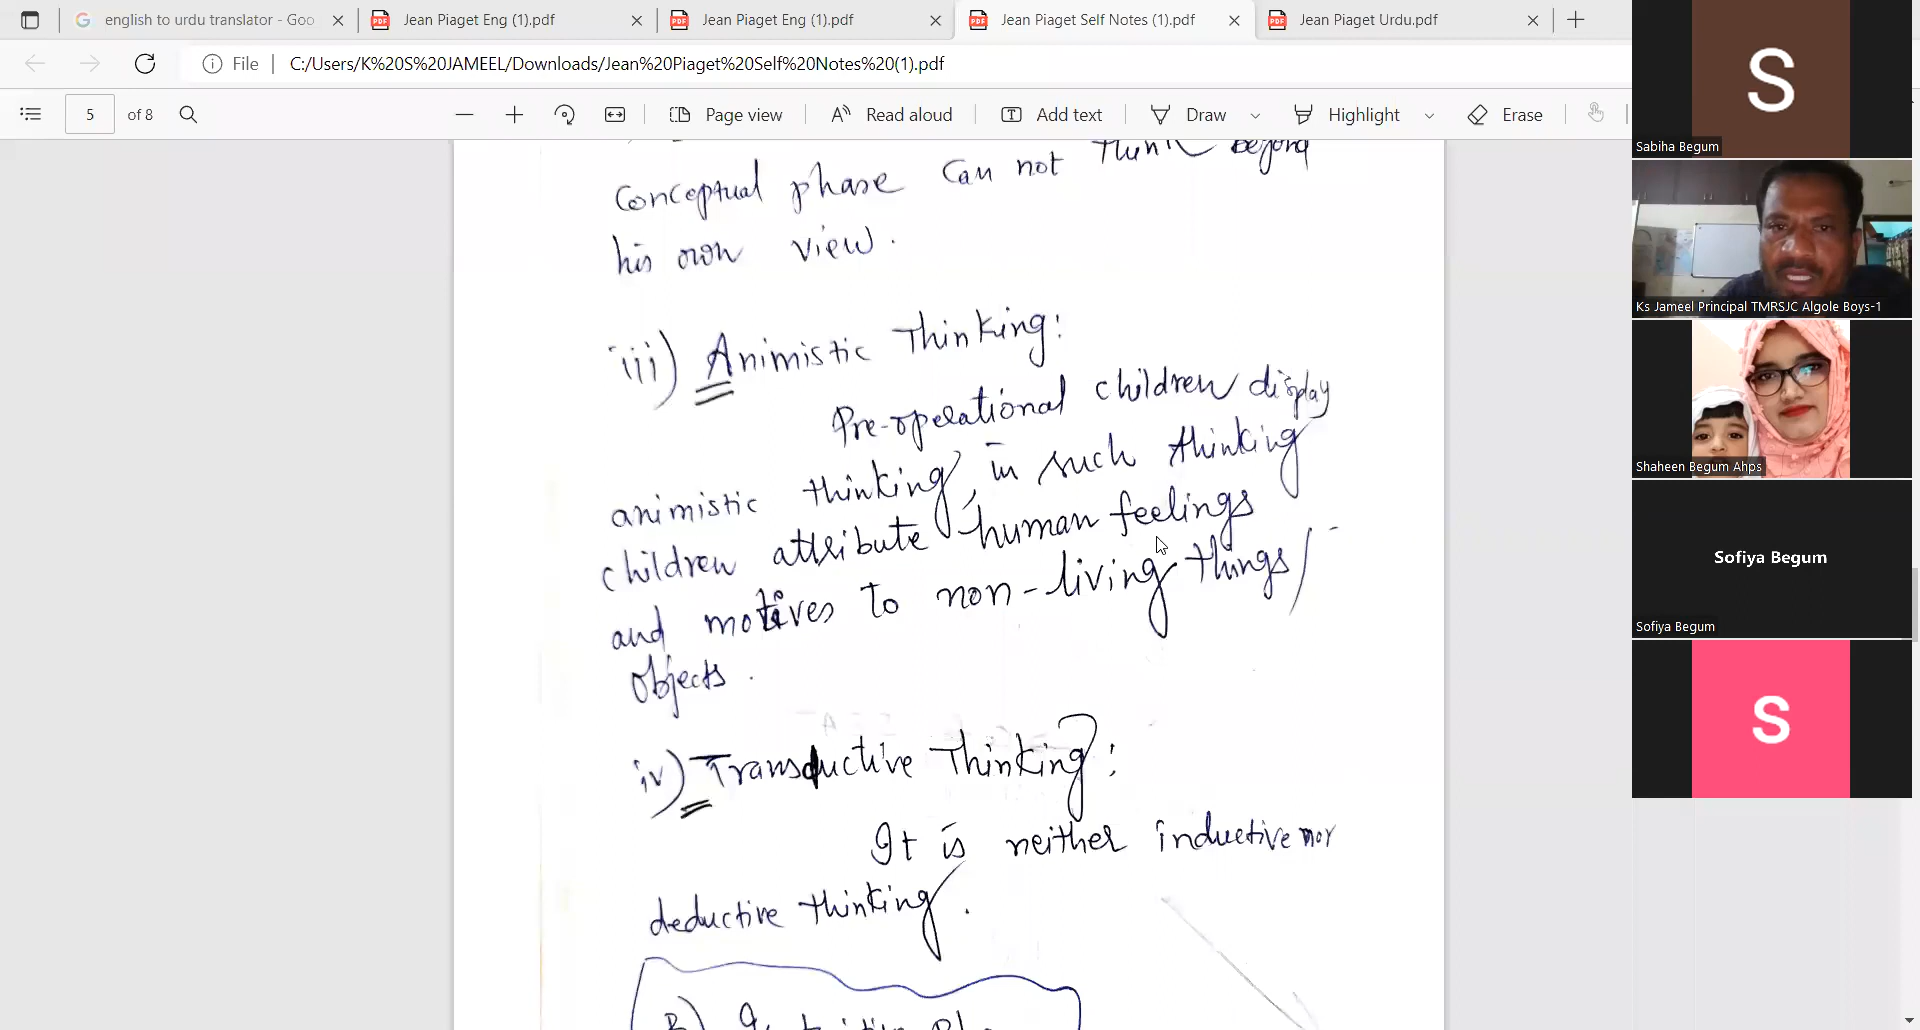 english to urdu translator - Goo
Jean Piaget Eng (1).pdf
Jean Piaget Eng (1).pdf
Jean Piaget Self Notes (1).pdf
Jean Piaget Urdu.pdf
File
C:/Users/K%20S%20JAMEEL/Downloads/Jean%20Piaget%20Self%20Notes%20(1).pdf
5 of 8
Page view
Read aloud
Add text
Draw
Highlight
Erase
think beyond
Conceptual phase can not
his own view.
iii) Animistic Thinking:
Pre-operational children display
animistic thinking, in such thinking
children attribute human feelings
and motives to non-living things/
objects.
iv) Transductive Thinking:
It is neither inductive nor
deductive thinking.
B)
S
Sabiha Begum
Ks Jameel Principal TMRSJC Algole Boys-1
Shaheen Begum Ahps
Sofiya Begum
Sofiya Begum
S